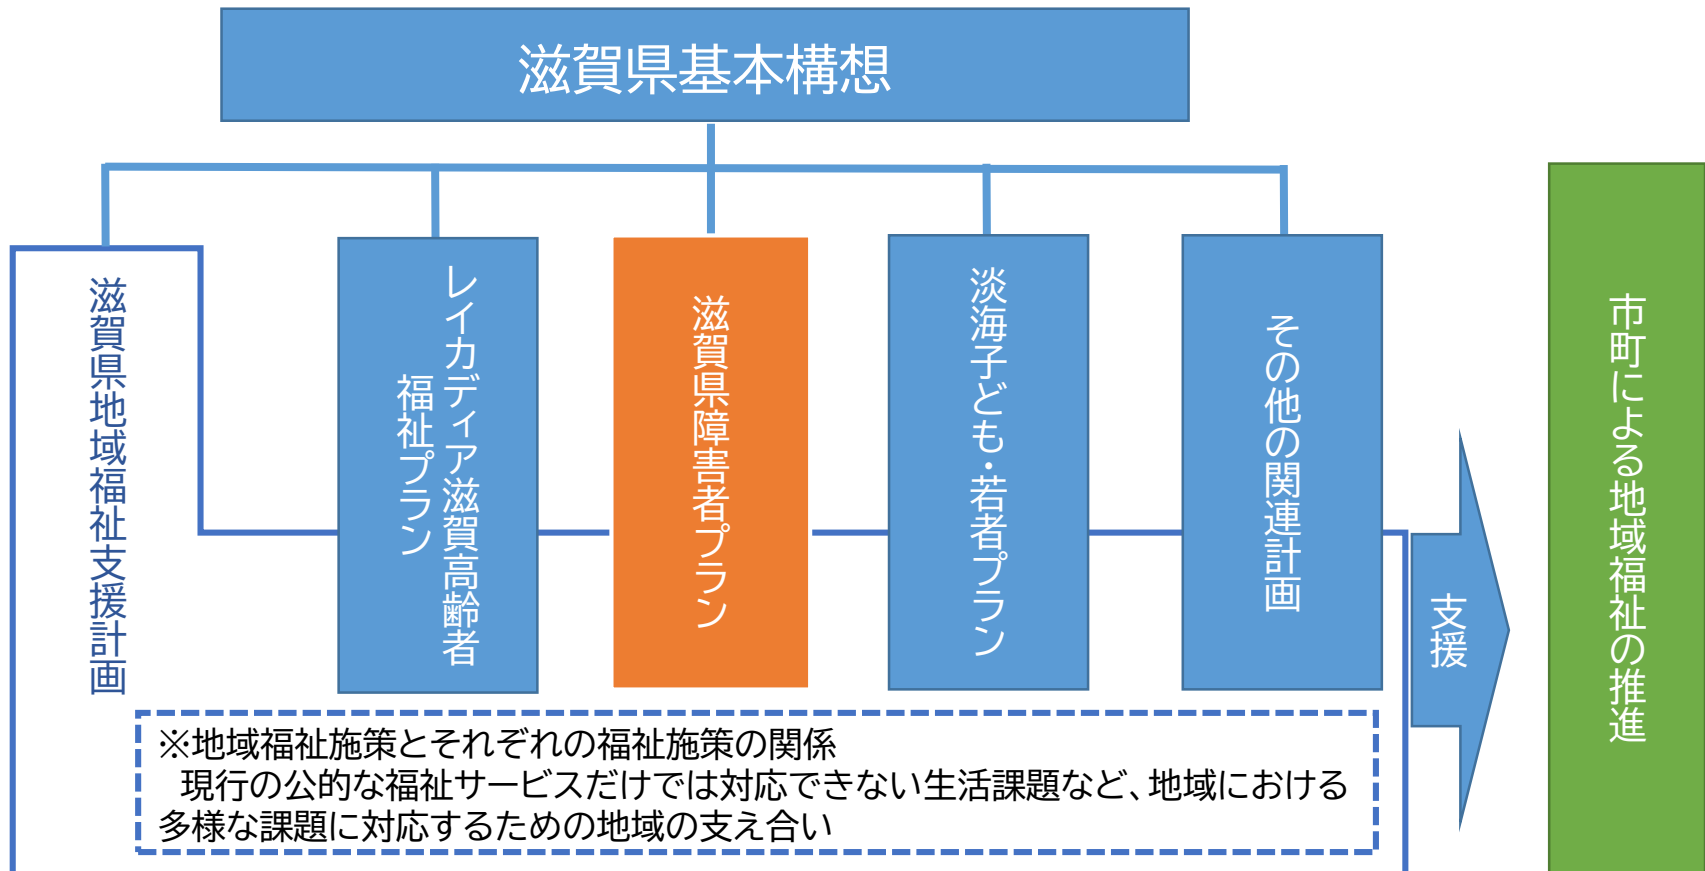 滋賀県基本構想
滋賀県地域福祉支援計画
レイカディア滋賀高齢者
福祉プラン
滋賀県障害者プラン
淡海子ども・若者プラン
その他の関連計画
支援
市町による地域福祉の推進
※地域福祉施策とそれぞれの福祉施策の関係
現行の公的な福祉サービスだけでは対応できない生活課題など、地域における
多様な課題に対応するための地域の支え合い